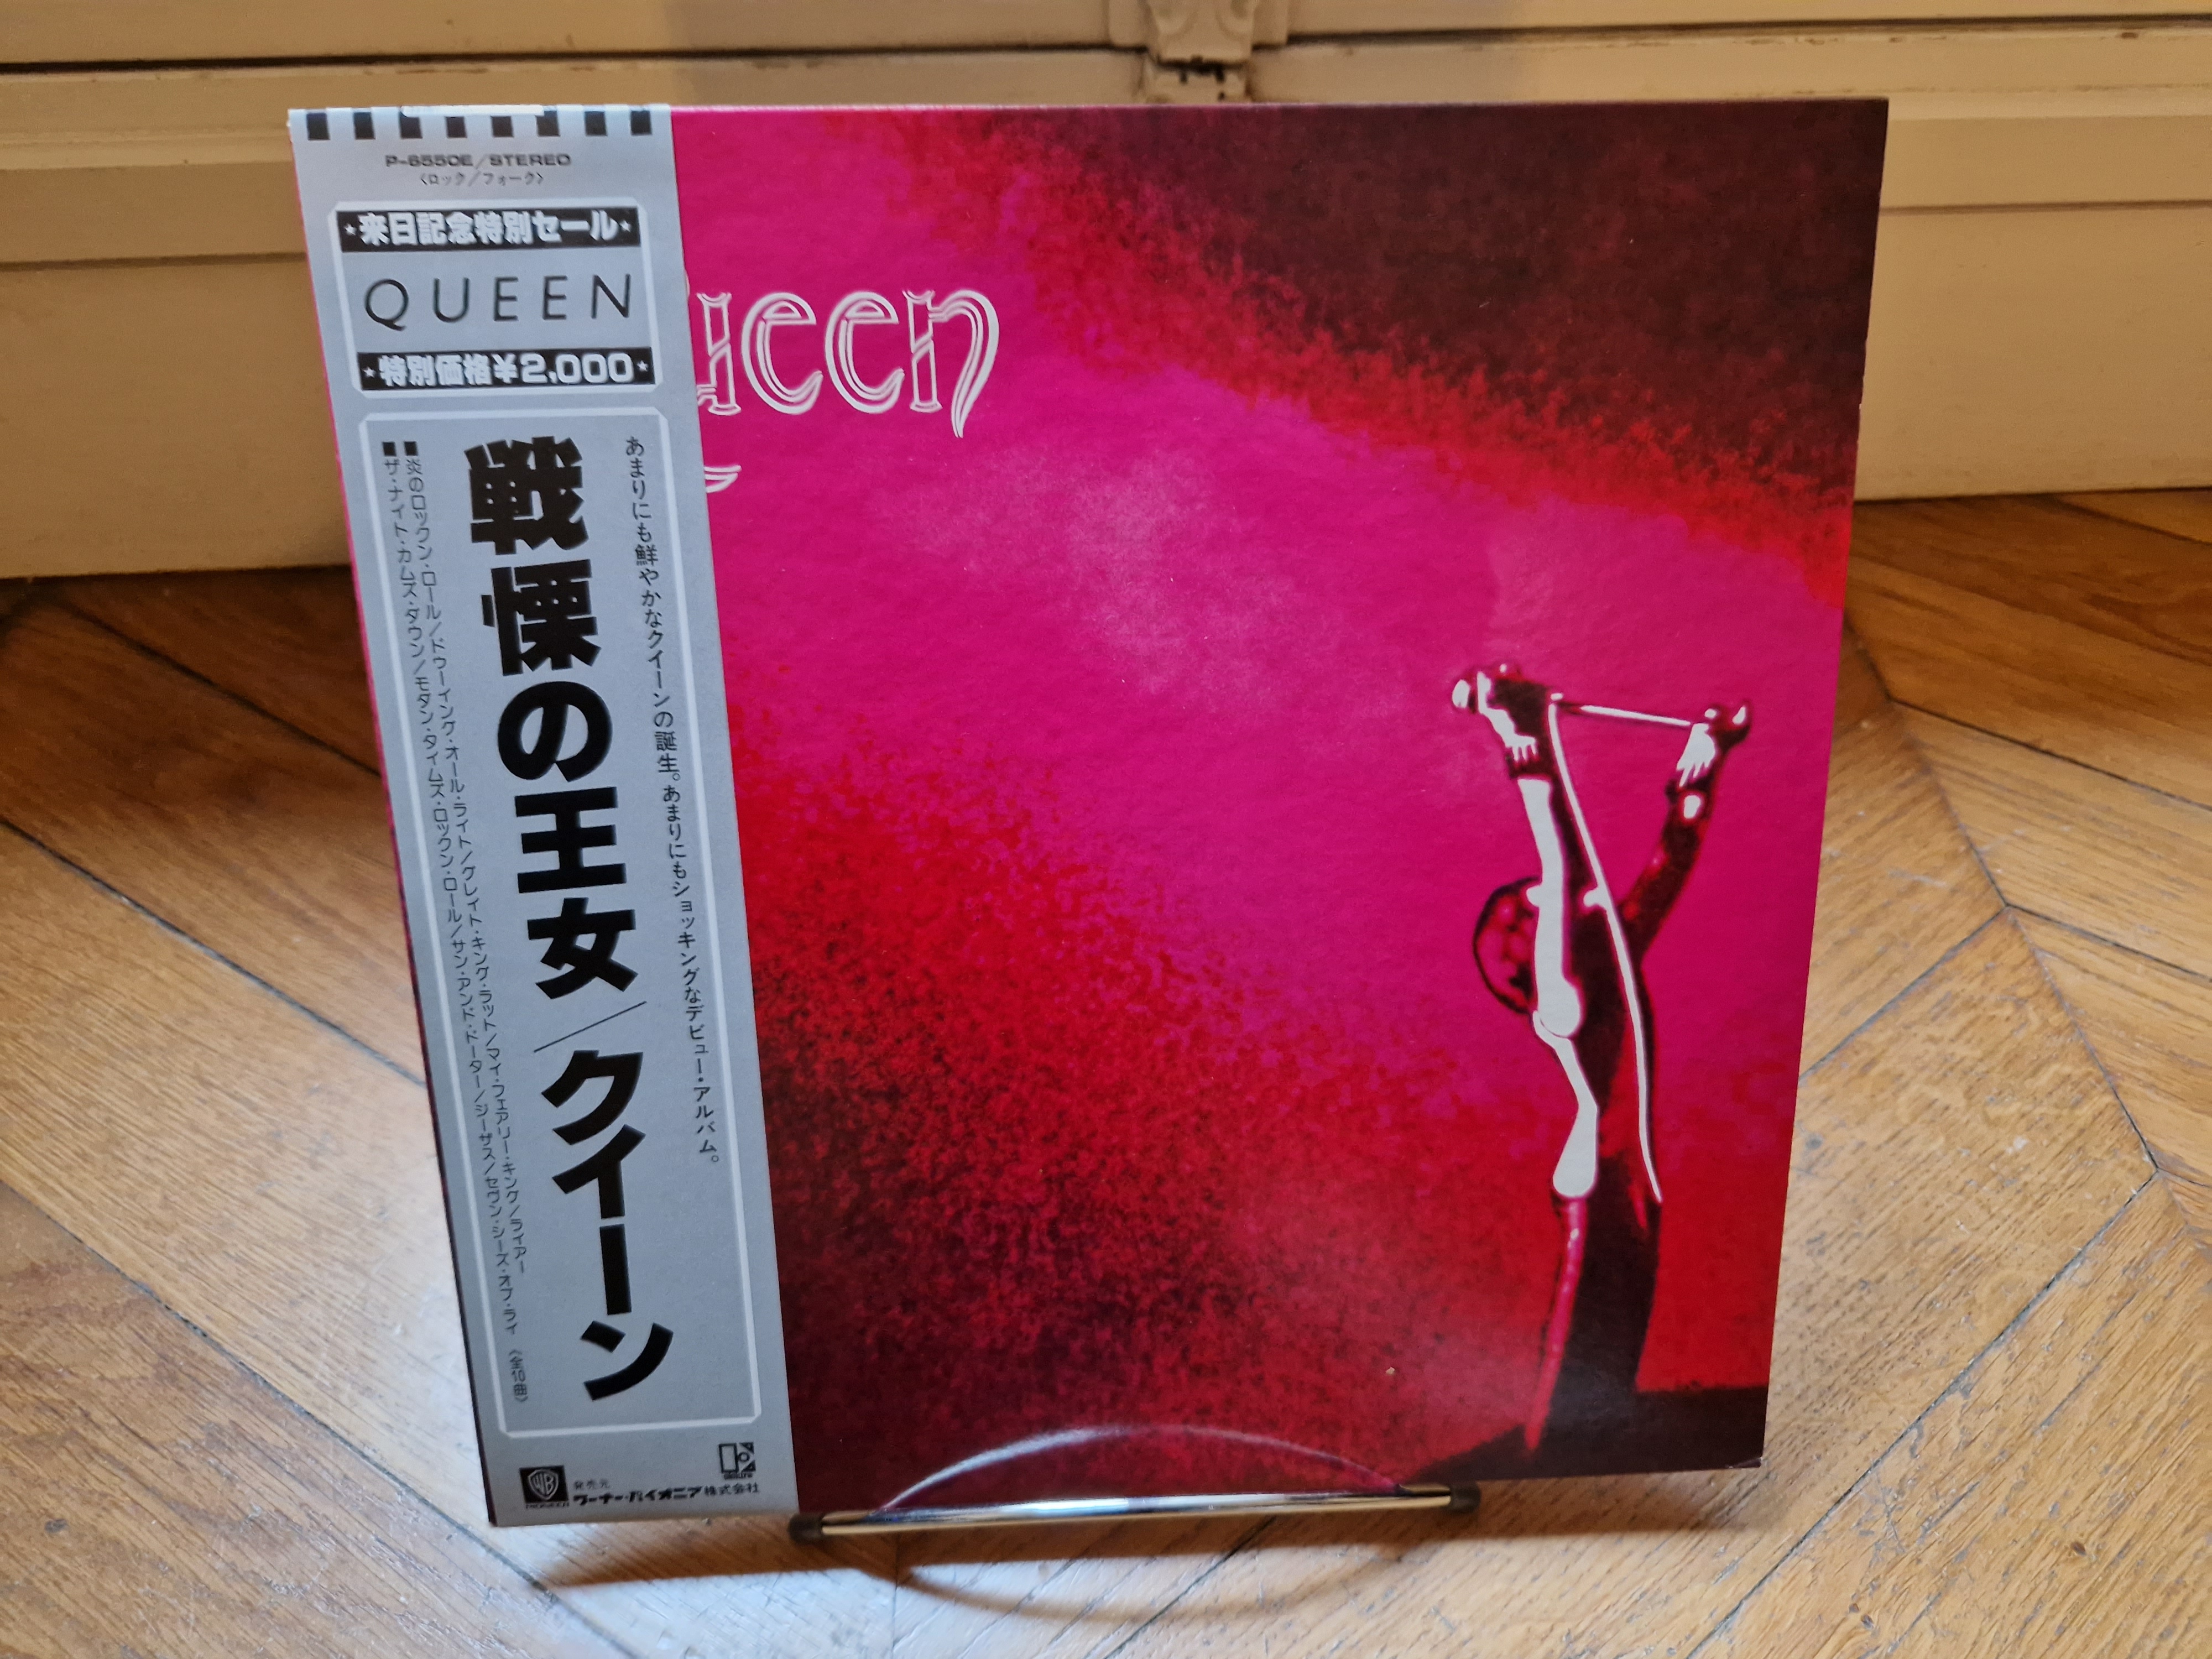 P-6550E/STEREO
〈ロック/フォーク〉
★来日記念特別セール★
QUEEN
★特別価格¥2,000★
あまりにも鮮やかなクイーンの誕生。あまりにもショッキングなデビュー・アルバム。
戦慄の王女/クイーン
■炎のロックン・ロール/ドゥーイング・オール・ライト/グレイト・キング・ラット/マイ・フェアリー・キング/ライアー
■ザ・ナイト・カムズ・ダウン/モダン・タイムズ・ロックン・ロール/サン・アンド・ドーター/ジーザス/セヴン・シーズ・オブ・ライ 〈全10曲〉
発売元
ワーナー・パイオニア株式会社
ueen